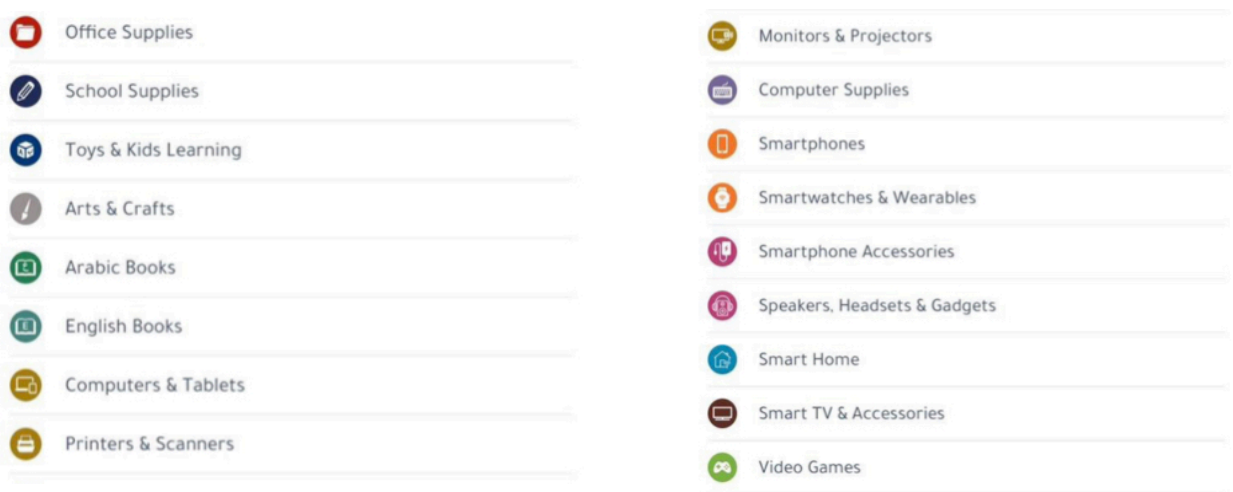 Office Supplies
School Supplies
Toys & Kids Learning
Arts & Crafts
Arabic Books
English Books
Computers & Tablets
Printers & Scanners
Monitors & Projectors
Computer Supplies
Smartphones
Smartwatches & Wearables
Smartphone Accessories
Speakers, Headsets & Gadgets
Smart Home
Smart TV & Accessories
Video Games